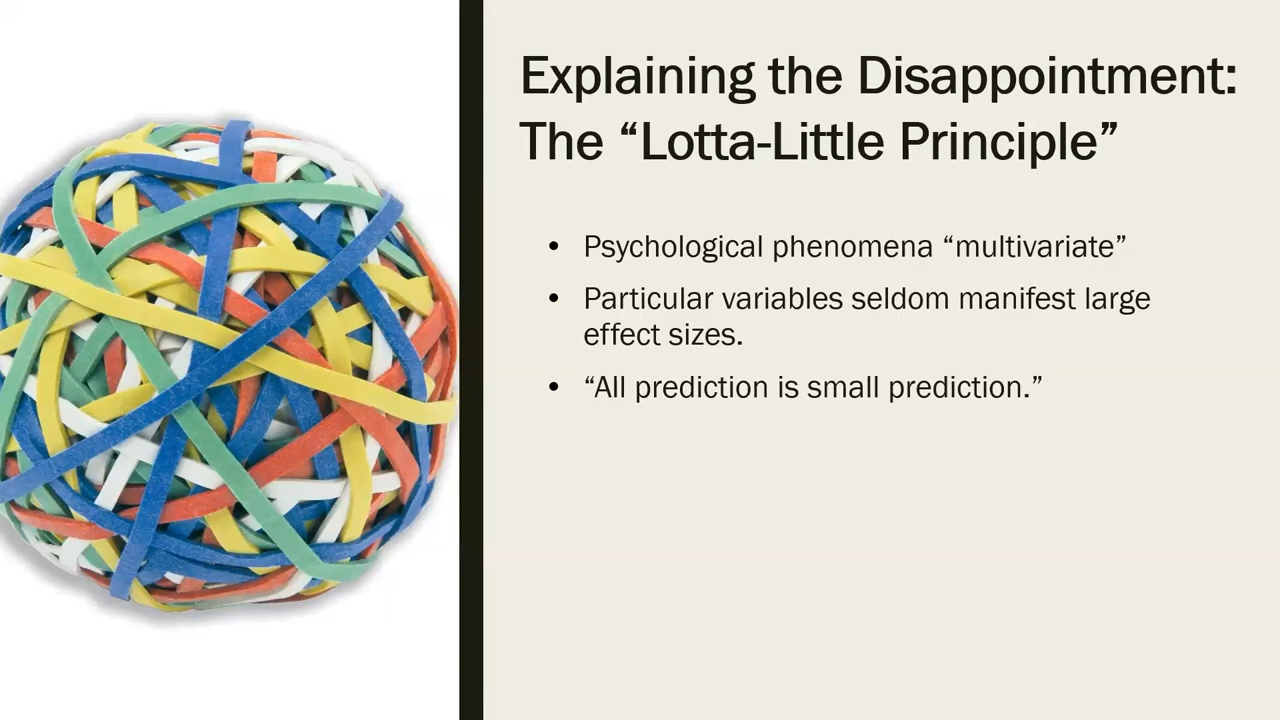 Explaining the Disappointment:
The “Lotta-Little Principle”
• Psychological phenomena “multivariate”
• Particular variables seldom manifest large
effect sizes.
• “All prediction is small prediction.”